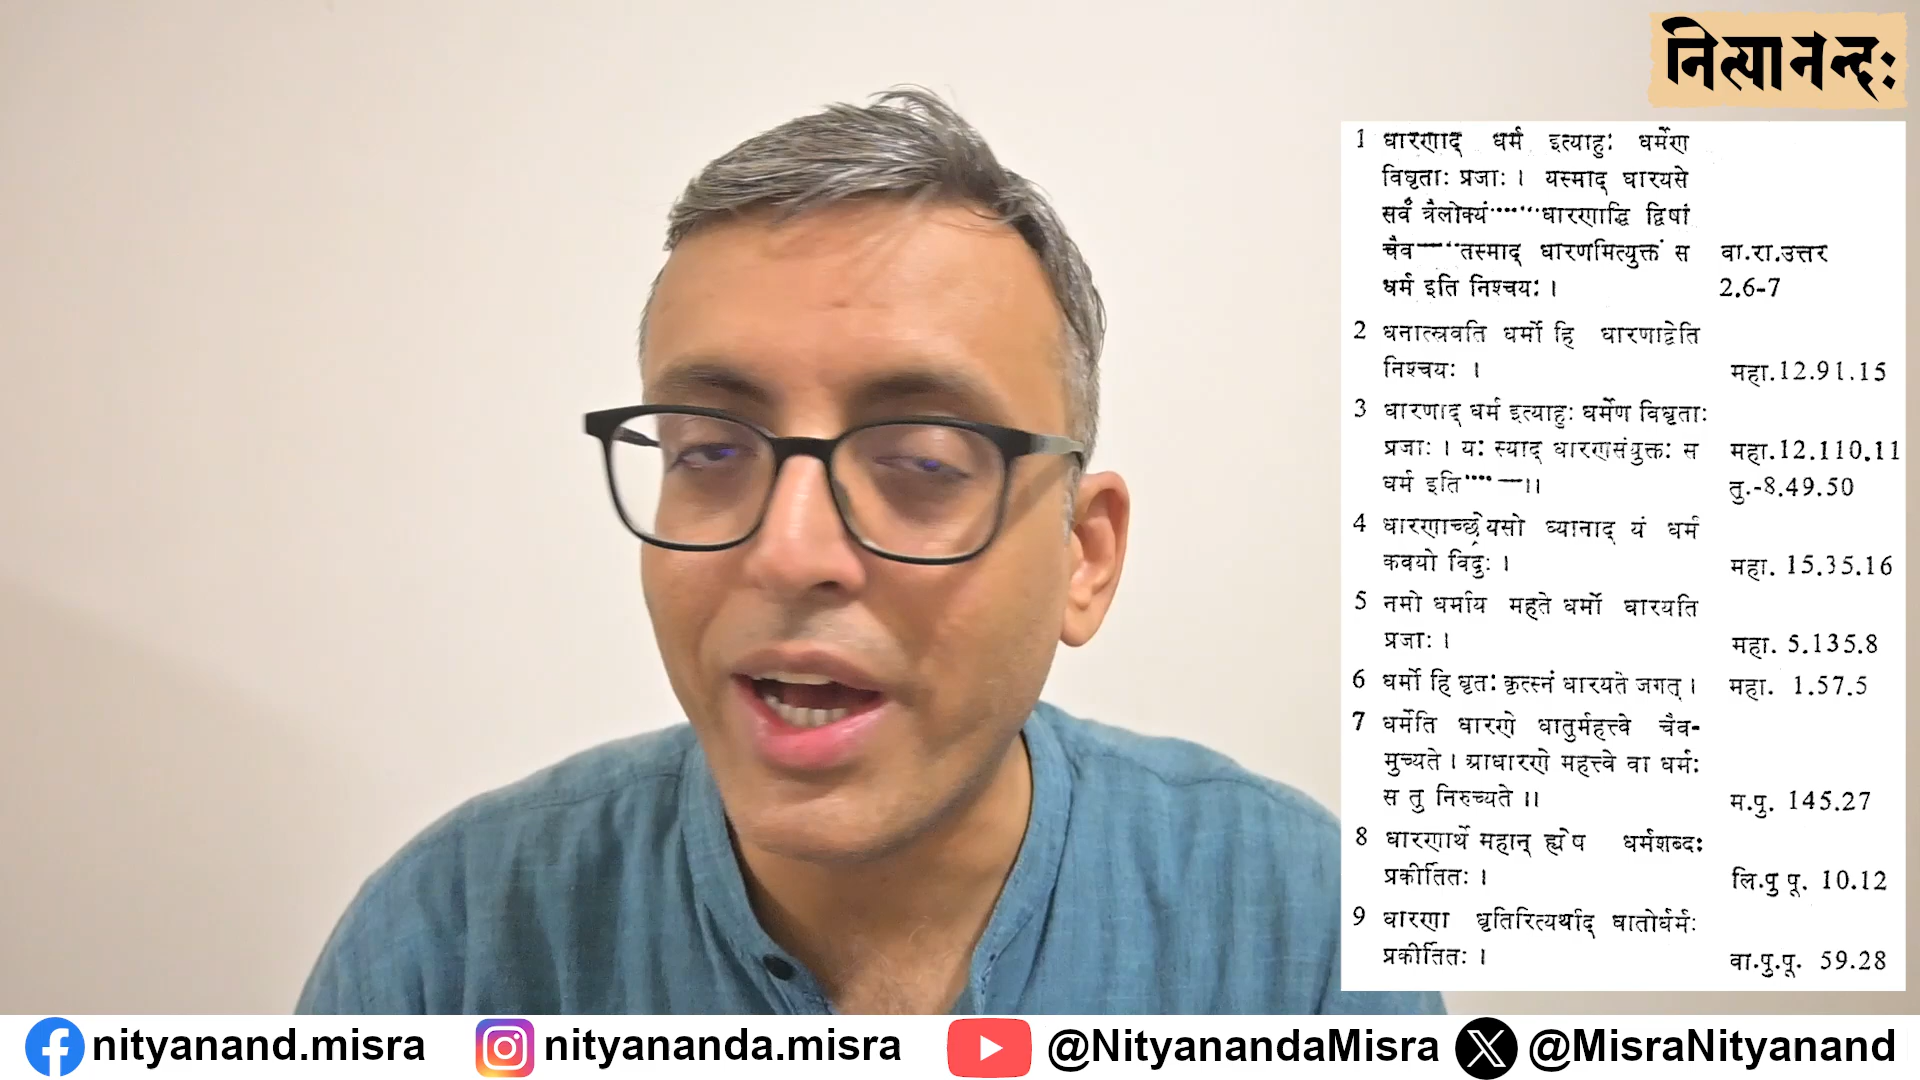 नित्यानन्दः
1 धारणाद् धर्म इत्याहुः धर्मेण
विधृताः प्रजाः । यस्माद् धारयसे
सर्वं त्रैलोक्यं......धारणाद्धि द्विषां
चैव—··तस्माद् धारणमित्युक्तं स वा.रा.उत्तर
धर्म इति निश्चयः । 2.6-7
2 धनात्स्रवति धर्मो हि धारणाद्वेति
निश्चयः । महा.12.91.15
3 धारणाद् धर्म इत्याहुः धर्मेण विधृताः
प्रजाः । यः स्याद् धारणसंयुक्तः स महा.12.110.11
धर्म इति····—।। तु.-8.49.50
4 धारणाच्छ्रेयसो ध्यानाद् यं धर्मं
कवयो विदुः । महा. 15.35.16
5 नमो धर्माय महते धर्मो धारयति
प्रजाः । महा. 5.135.8
6 धर्मो हि धृतः कृत्स्नं धारयते जगत् । महा. 1.57.5
7 धर्मेति धारणे धातुर्महत्त्वे चैव-
मुच्यते । प्राधारणे महत्त्वे वा धर्मः
स तु निरुच्यते ।। म.पु. 145.27
8 धारणार्थे महान् ह्येष धर्मशब्दः
प्रकीर्तितः । लि.पु पू. 10.12
9 धारणा धृतिरित्यर्थाद् धातोर्धर्मः
प्रकीर्तितः । वा.पु.पू. 59.28
nityanand.misra nityananda.misra @NityanandaMisra @MisraNityanand